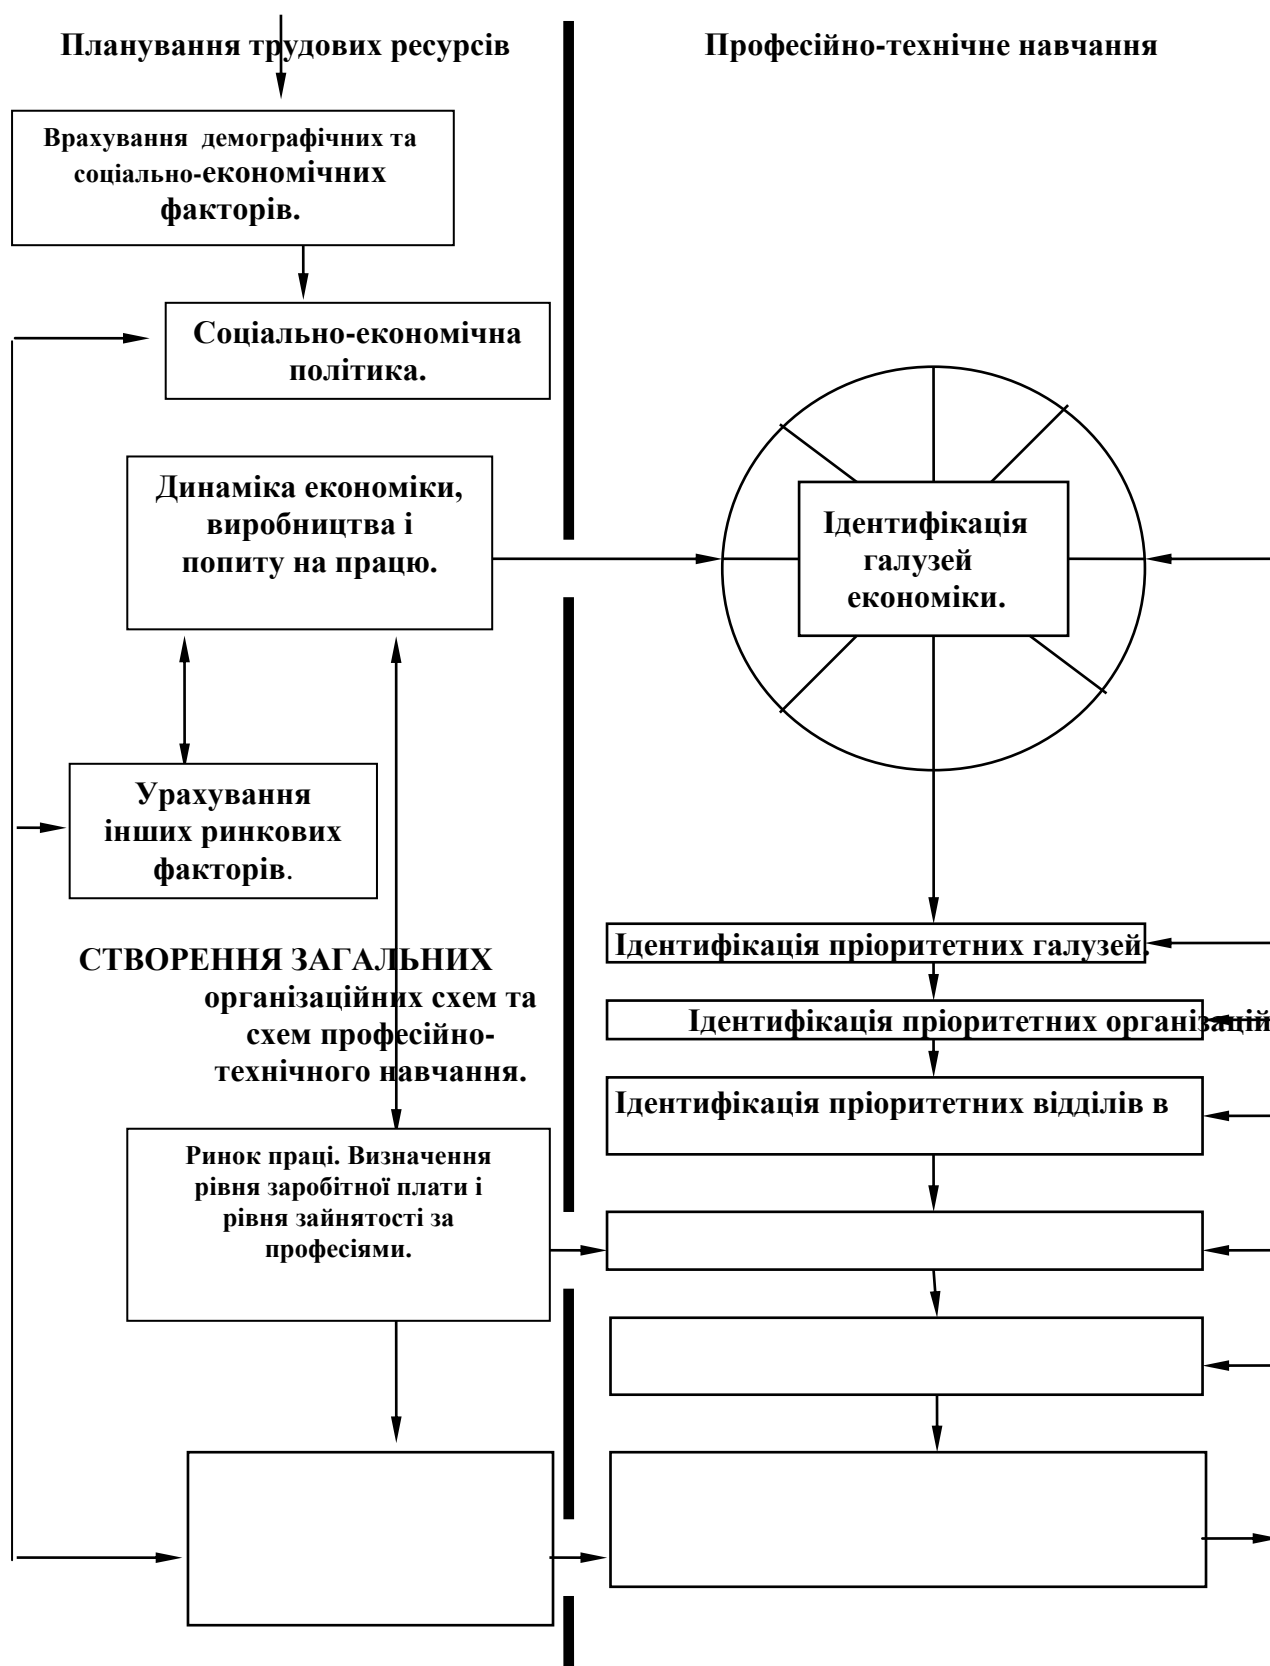 Планування трудових ресурсів
Професійно-технічне навчання
Врахування демографічних та
соціально-економічних
факторів.
Соціально-економічна
політика.
Динаміка економіки,
виробництва і
попиту на працю.
Ідентифікація
галузей
економіки.
Урахування
інших ринкових
факторів.
СТВОРЕННЯ ЗАГАЛЬНИХ
організаційних схем та
схем професійно-
технічного навчання.
Ідентифікація пріоритетних галузей.
Ідентифікація пріоритетних організацій
Ідентифікація пріоритетних відділів в
Ринок праці. Визначення
рівня заробітної плати і
рівня зайнятості за
професіями.